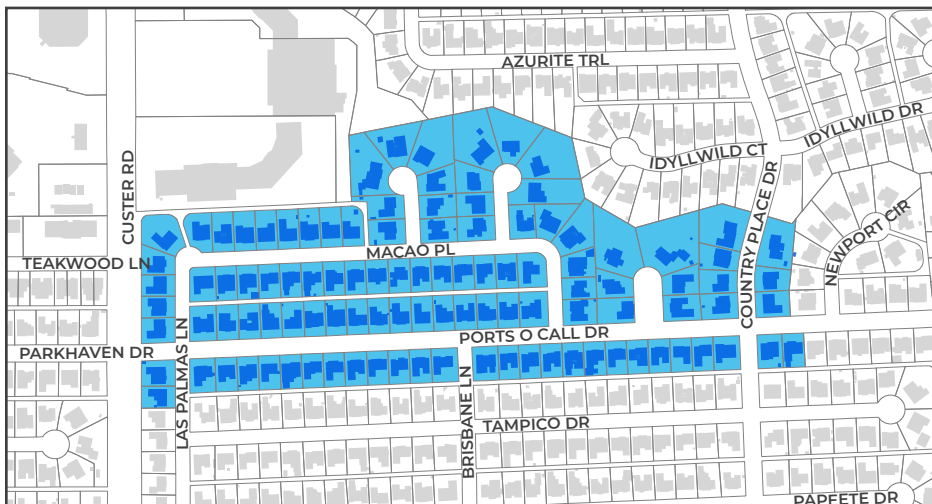 AZURITE TRL
IDYLLWILD DR
IDYLLWILD CT
CUSTER RD
COUNTRY PLACE DR
NEWPORT CIR
MACAO PL
TEAKWOOD LN
PORTS O CALL DR
PARKHAVEN DR
LAS PALMAS LN
BRISBANE LN
TAMPICO DR
PAPEETE DR